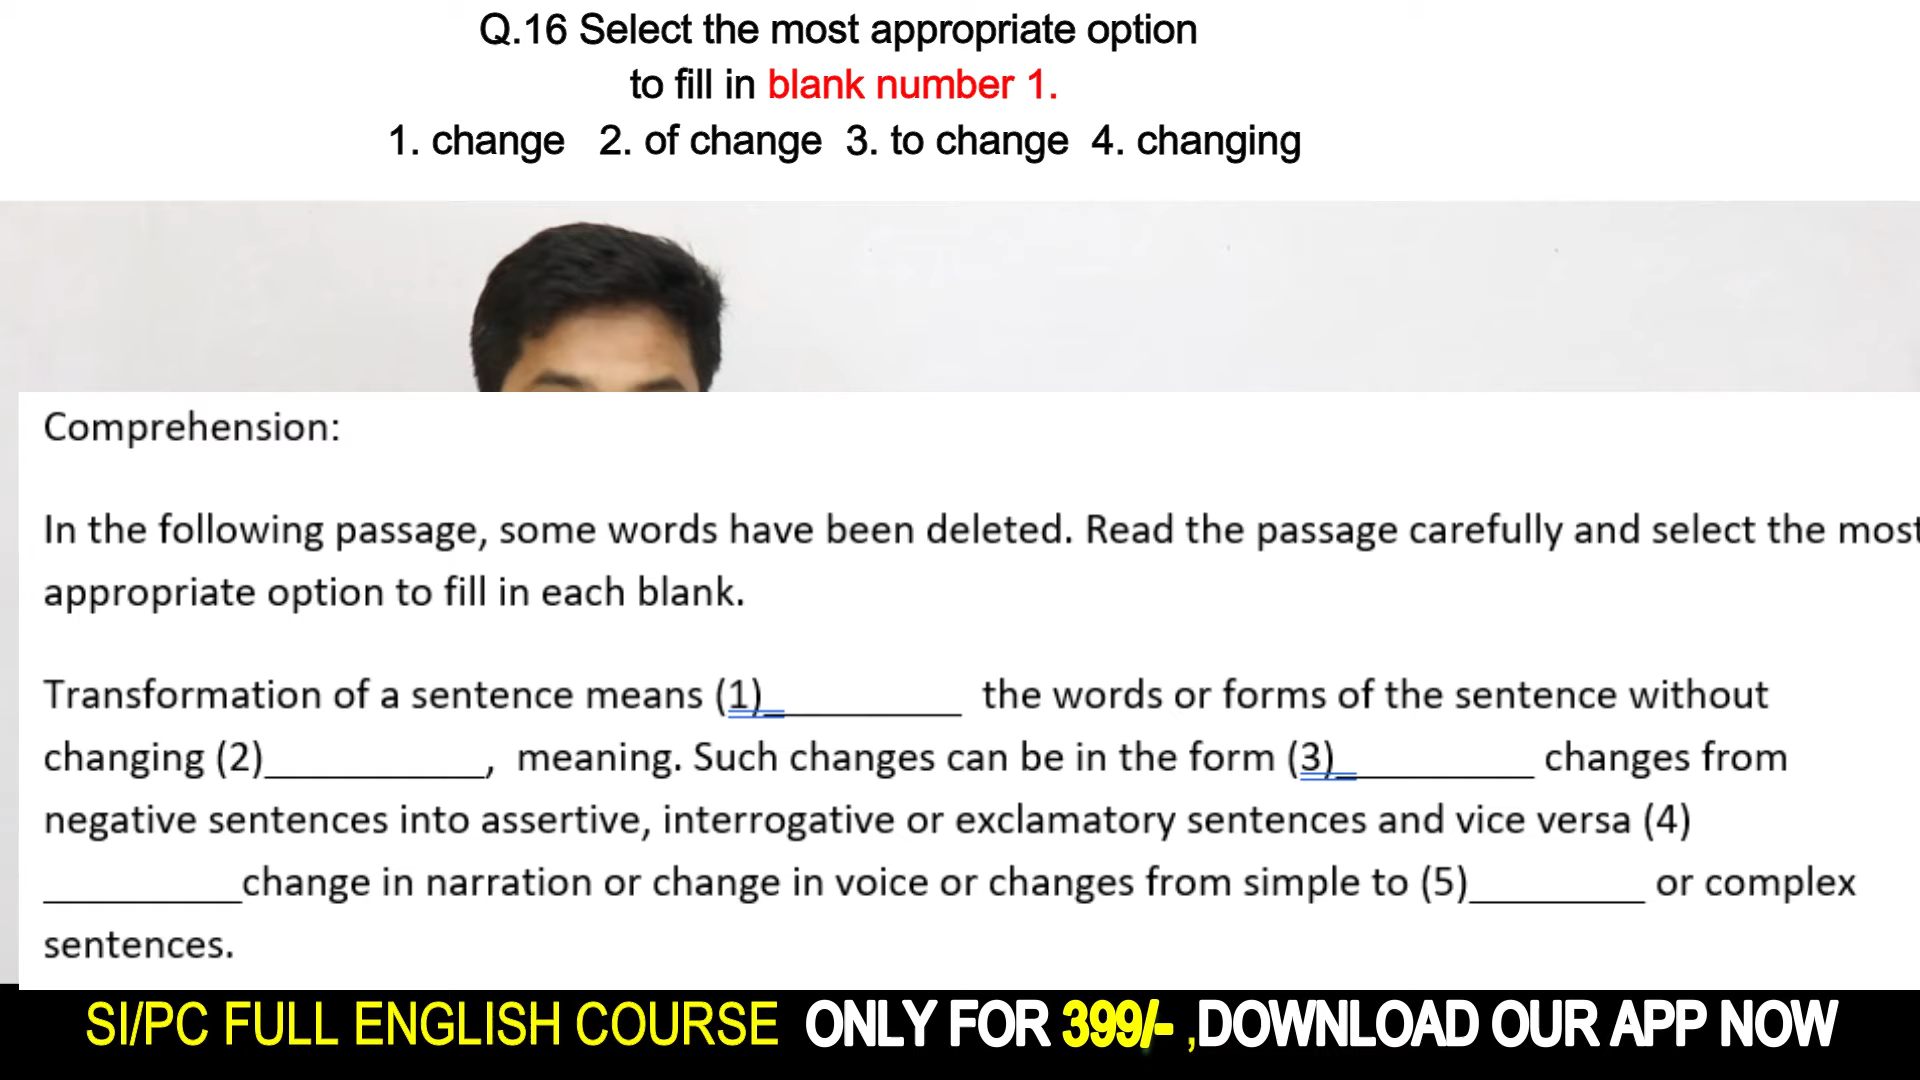 Q.16 Select the most appropriate option
to fill in blank number 1.
1. change 2. of change 3. to change 4. changing
Comprehension:
In the following passage, some words have been deleted. Read the passage carefully and select the most
appropriate option to fill in each blank.
Transformation of a sentence means (1)__________ the words or forms of the sentence without
changing (2)__________, meaning. Such changes can be in the form (3)__________ changes from
negative sentences into assertive, interrogative or exclamatory sentences and vice versa (4)
__________change in narration or change in voice or changes from simple to (5)________ or complex
sentences.
SI/PC FULL ENGLISH COURSE ONLY FOR 399/- ,DOWNLOAD OUR APP NOW